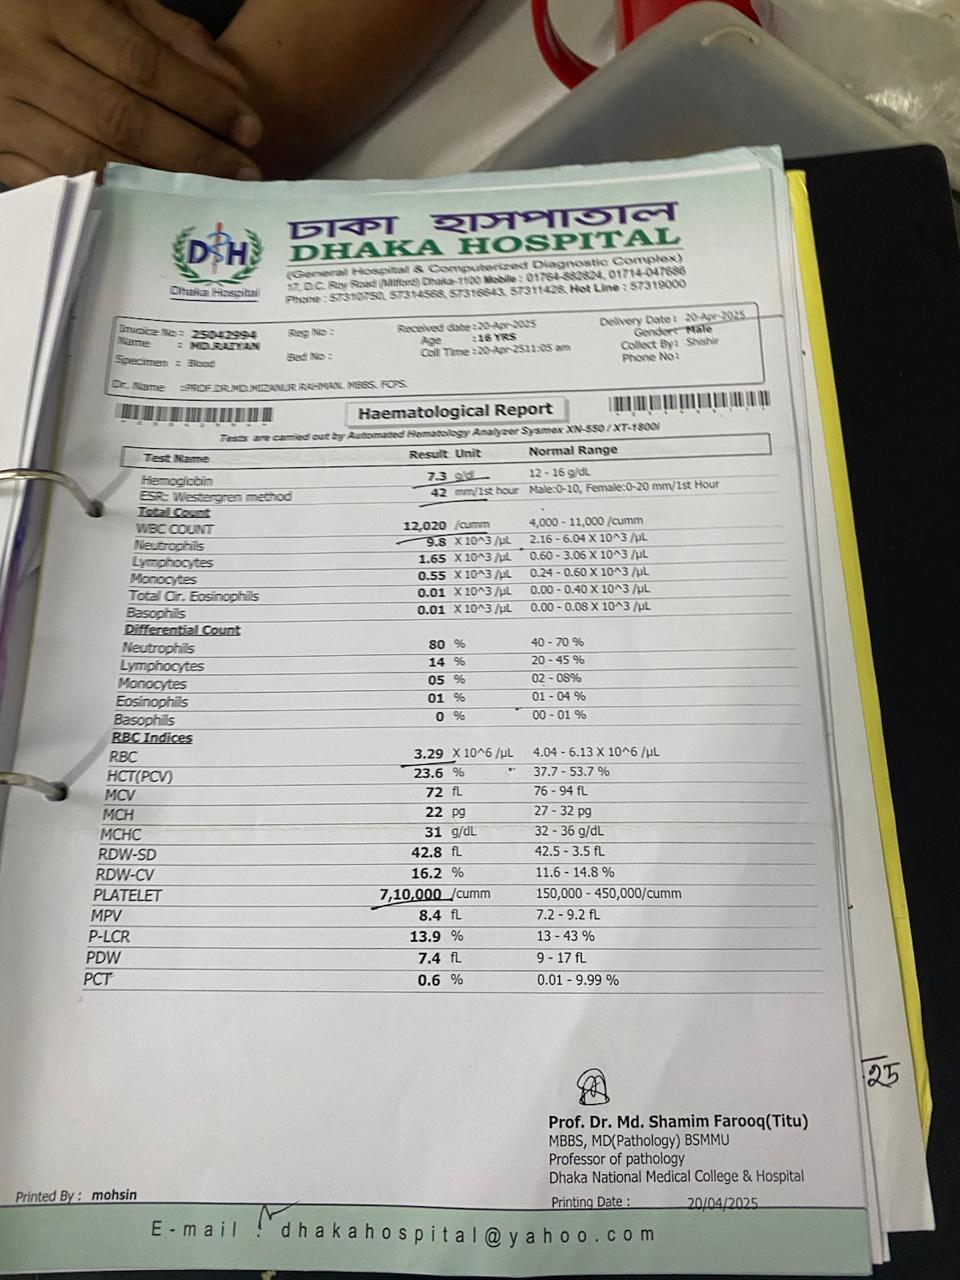 ঢাকা হাসপাতাল
DHAKA HOSPITAL
DSH
Dhaka Hospital
(General Hospital & Computerized Diagnostic Complex)
17, D.C. Roy Road (Mitford) Dhaka-1100 Mobile : 01764-882824, 01714-047686
Phone : 57310750, 57314568, 57316643, 57311428, Hot Line : 57319000
Invoice No : 25042994 Reg No : Received date :20-Apr-2025 Delivery Date : 20-Apr-2025
Name : MD.RAIYAN Age :16 YRS Gender: Male
Specimen : Blood Bed No : Coll Time :20-Apr-2511:05 am Collect By: Shishir
Phone No:
Dr. Name :PROF.DR.MD.MIZANUR RAHMAN. MBBS. FCPS.
Haematological Report
Tests are carried out by Automated Hematology Analyzer Sysmex XN-550 / XT-1800i
Test Name Result Unit Normal Range
Hemoglobin 7.3 g/dl 12 - 16 g/dL
ESR: Westergren method 42 mm/1st hour Male:0-10, Female:0-20 mm/1st Hour
Total Count
WBC COUNT 12,020 /cumm 4,000 - 11,000 /cumm
Neutrophils 9.8 X 10^3 /µL 2.16 - 6.04 X 10^3 /µL
Lymphocytes 1.65 X 10^3 /µL 0.60 - 3.06 X 10^3 /µL
Monocytes 0.55 X 10^3 /µL 0.24 - 0.60 X 10^3 /µL
Total Cir. Eosinophils 0.01 X 10^3 /µL 0.00 - 0.40 X 10^3 /µL
Basophils 0.01 X 10^3 /µL 0.00 - 0.08 X 10^3 /µL
Differential Count
Neutrophils 80 % 40 - 70 %
Lymphocytes 14 % 20 - 45 %
Monocytes 05 % 02 - 08%
Eosinophils 01 % 01 - 04 %
Basophils 0 % 00 - 01 %
RBC Indices
RBC 3.29 X 10^6 /µL 4.04 - 6.13 X 10^6 /µL
HCT(PCV) 23.6 % 37.7 - 53.7 %
MCV 72 fL 76 - 94 fL
MCH 22 pg 27 - 32 pg
MCHC 31 g/dL 32 - 36 g/dL
RDW-SD 42.8 fL 42.5 - 3.5 fL
RDW-CV 16.2 % 11.6 - 14.8 %
PLATELET 7,10,000 /cumm 150,000 - 450,000/cumm
MPV 8.4 fL 7.2 - 9.2 fL
P-LCR 13.9 % 13 - 43 %
PDW 7.4 fL 9 - 17 fL
PCT 0.6 % 0.01 - 9.99 %
25
Prof. Dr. Md. Shamim Farooq(Titu)
MBBS, MD(Pathology) BSMMU
Professor of pathology
Dhaka National Medical College & Hospital
Printed By : mohsin Printing Date : 20/04/2025
E-mail : dhakahospital@yahoo.com